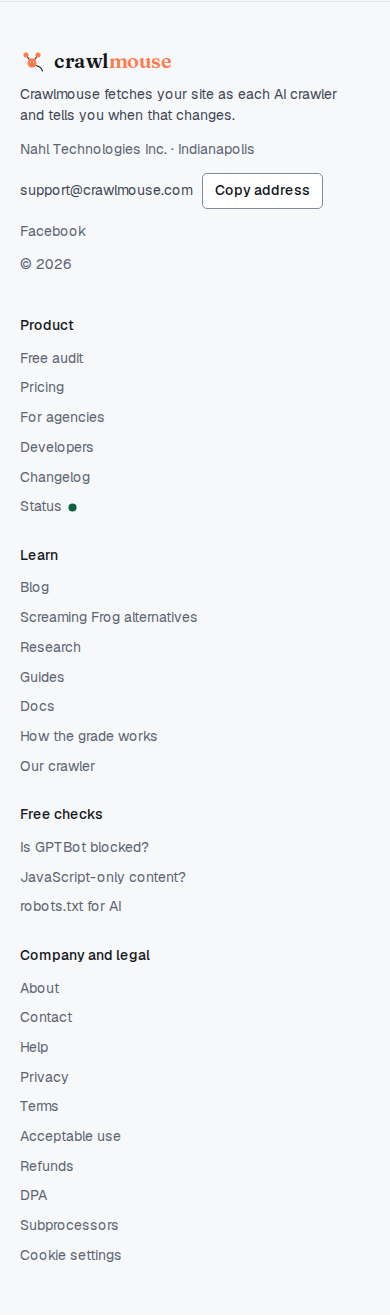 crawlmouse
Crawlmouse fetches your site as each AI crawler
and tells you when that changes.
Nahl Technologies Inc. · Indianapolis
support@crawlmouse.com Copy address
Facebook
© 2026
Product
Free audit
Pricing
For agencies
Developers
Changelog
Status
Learn
Blog
Screaming Frog alternatives
Research
Guides
Docs
How the grade works
Our crawler
Free checks
Is GPTBot blocked?
JavaScript-only content?
robots.txt for AI
Company and legal
About
Contact
Help
Privacy
Terms
Acceptable use
Refunds
DPA
Subprocessors
Cookie settings